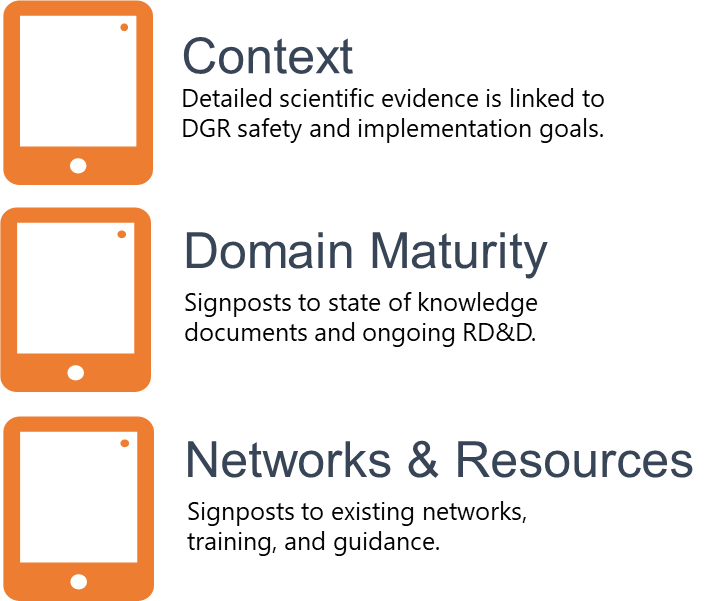 Context
Detailed scientific evidence is linked to
DGR safety and implementation goals.
Domain Maturity
Signposts to state of knowledge
documents and ongoing RD&D.
Networks & Resources
Signposts to existing networks,
training, and guidance.